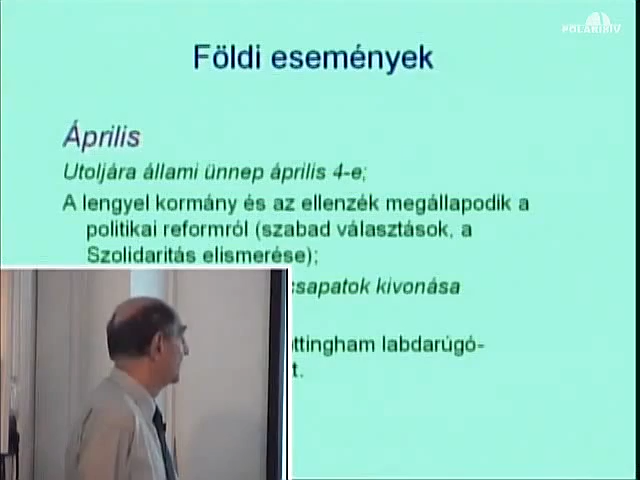 POLARISTV
Földi események
Április
Utoljára állami ünnep április 4-e;
A lengyel kormány és az ellenzék megállapodik a
politikai reformról (szabad választások, a
Szolidaritás elismerése);
csapatok kivonása
ttingham labdarúgó-
t.